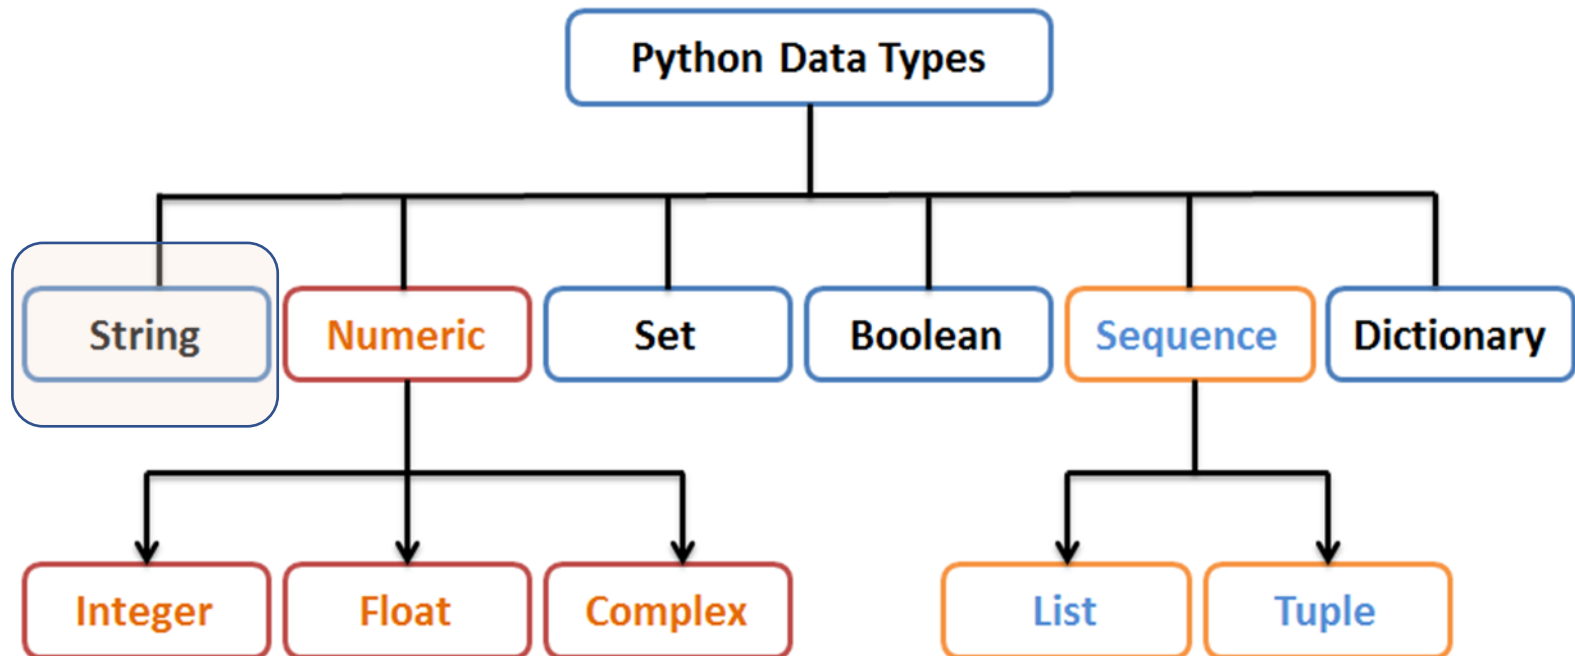 Python Data Types
String
Numeric
Set
Boolean
Sequence
Dictionary
Integer
Float
Complex
List
Tuple